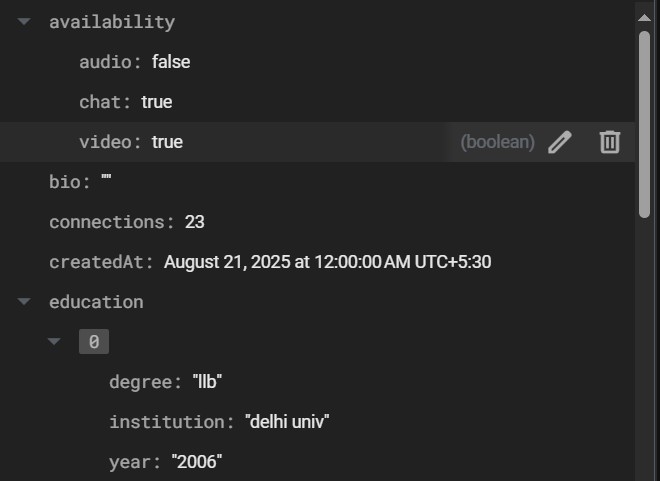 availability
audio: false
chat: true
video: true (boolean)
bio: ""
connections: 23
createdAt: August 21, 2025 at 12:00:00 AM UTC+5:30
education
0
degree: "llb"
institution: "delhi univ"
year: "2006"